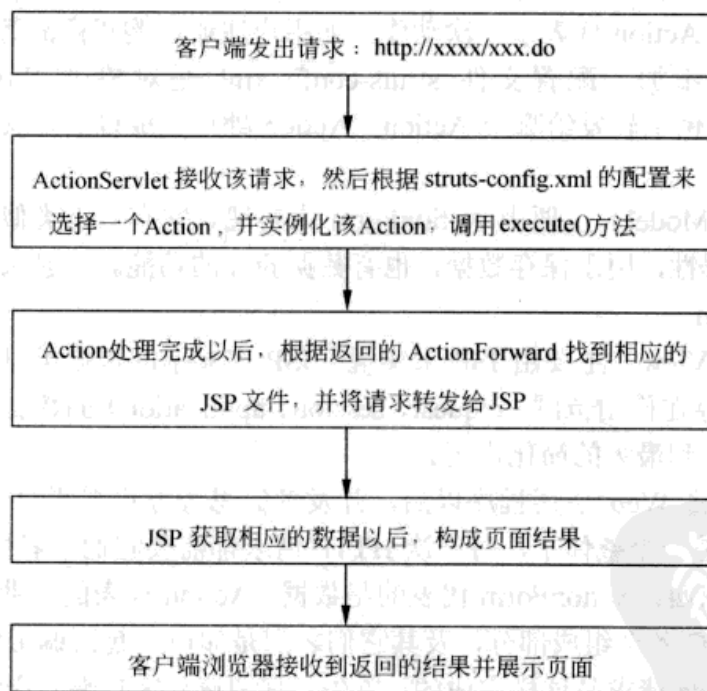 客户端发出请求：http://xxxx/xxx.do
ActionServlet 接收该请求，然后根据 struts-config.xml 的配置来
选择一个Action，并实例化该Action，调用execute()方法
Action处理完成以后，根据返回的 ActionForward 找到相应的
JSP 文件，并将请求转发给 JSP
JSP 获取相应的数据以后，构成页面结果
客户端浏览器接收到返回的结果并展示页面